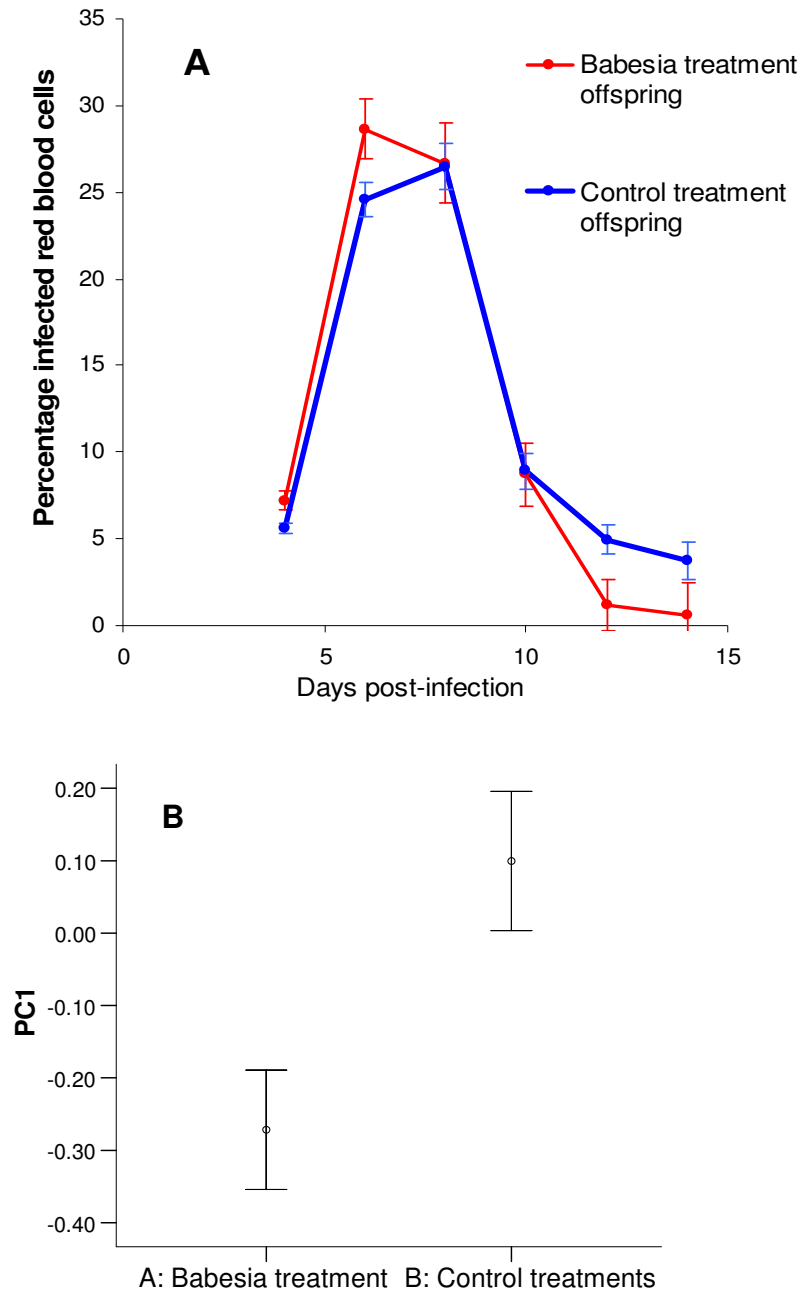 A
Babesia treatment
offspring
Control treatment
offspring
Percentage infected red blood cells
35
30
25
20
15
10
5
0
0 5 10 15
Days post-infection
B
PC1
0.20
0.10
0.00
-0.10
-0.20
-0.30
-0.40
A: Babesia treatment B: Control treatments